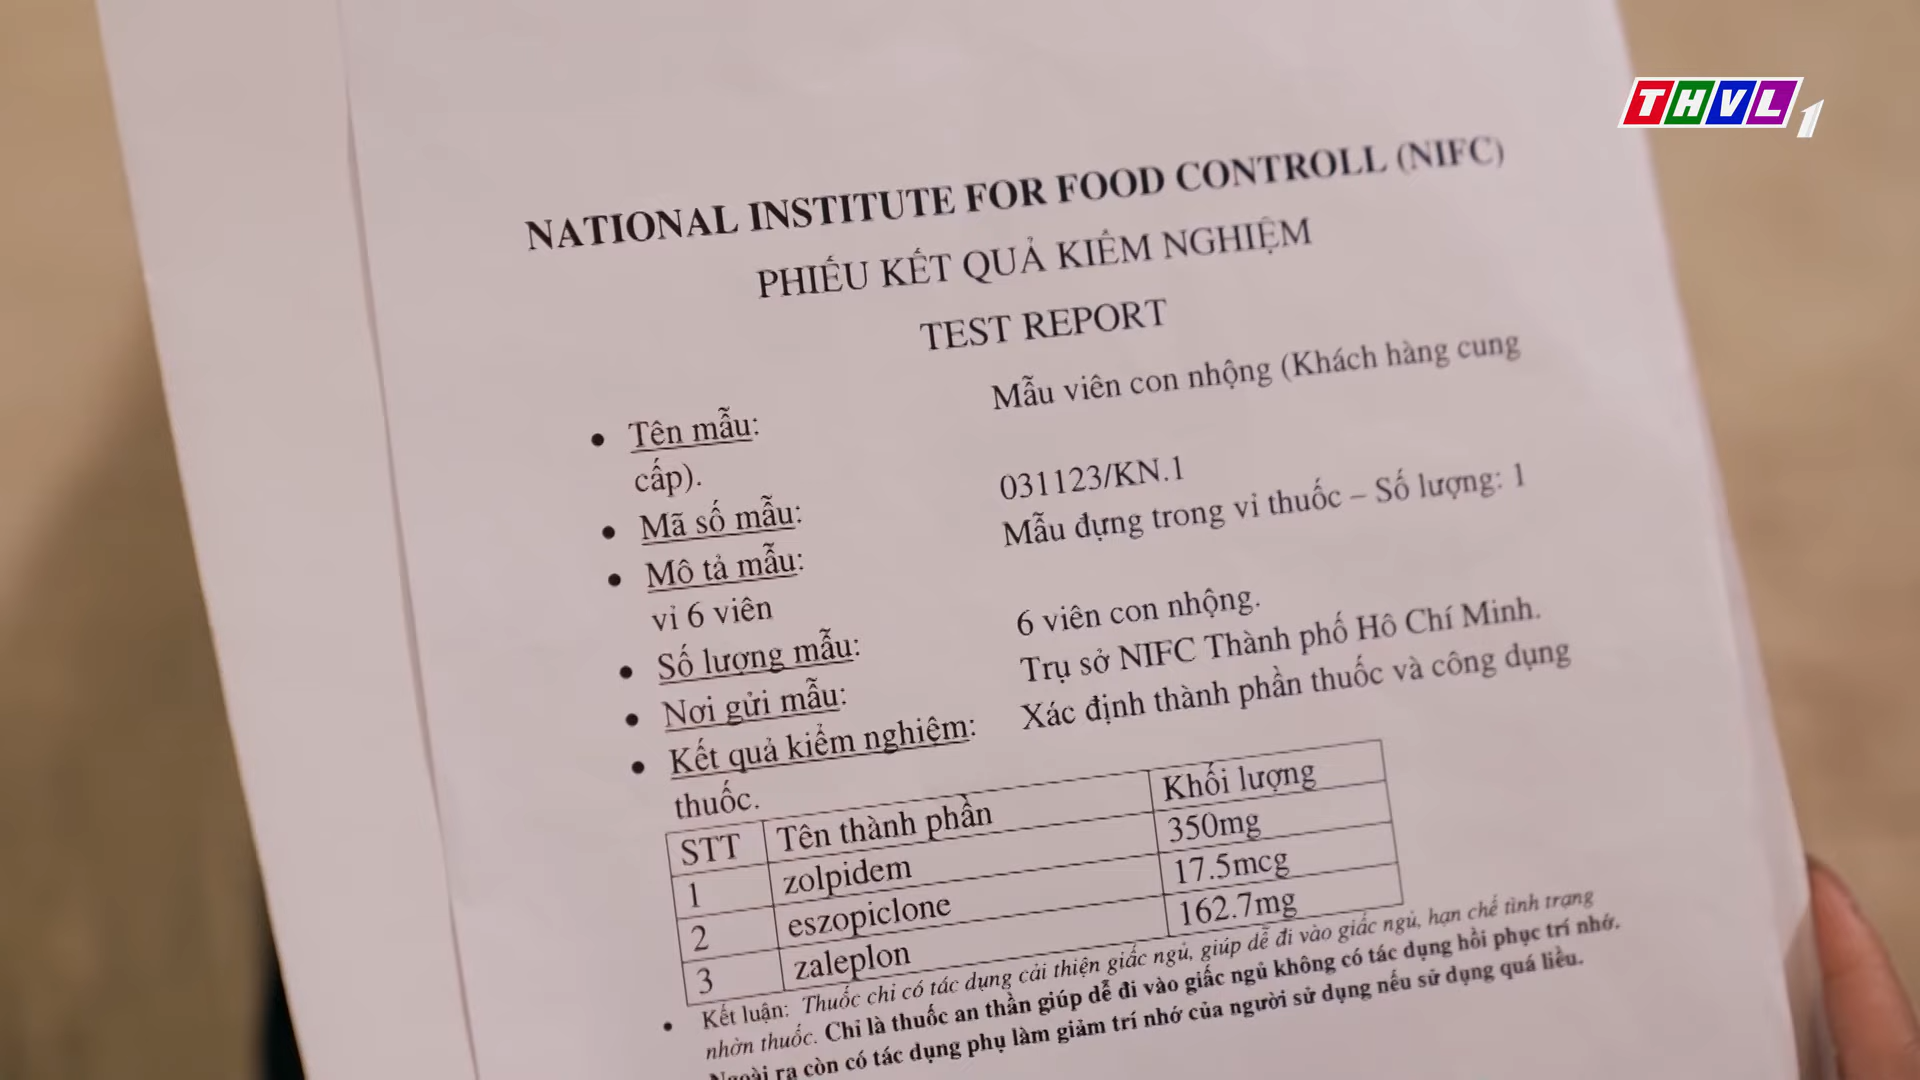 THVL1
NATIONAL INSTITUTE FOR FOOD CONTROLL (NIFC)
PHIẾU KẾT QUẢ KIỂM NGHIỆM
TEST REPORT
• Tên mẫu: Mẫu viên con nhộng (Khách hàng cung
cấp).
• Mã số mẫu: 031123/KN.1
• Mô tả mẫu: Mẫu đựng trong vỉ thuốc – Số lượng: 1
vỉ 6 viên
• Số lượng mẫu: 6 viên con nhộng.
• Nơi gửi mẫu: Trụ sở NIFC Thành phố Hô Chí Minh.
• Kết quả kiểm nghiệm: Xác định thành phần thuốc và công dụng
thuốc.
STT Tên thành phần Khối lượng
1 zolpidem 350mg
2 eszopiclone 17.5mcg
3 zaleplon 162.7mg
• Kết luận: Thuốc chỉ có tác dụng cải thiện giấc ngủ, giúp dễ đi vào giấc ngủ, hạn chế tình trạng
nhờn thuốc. Chỉ là thuốc an thần giúp dễ đi vào giấc ngủ không có tác dụng hồi phục trí nhớ.
Ngoài ra còn có tác dụng phụ làm giảm trí nhớ của người sử dụng nếu sử dụng quá liều.